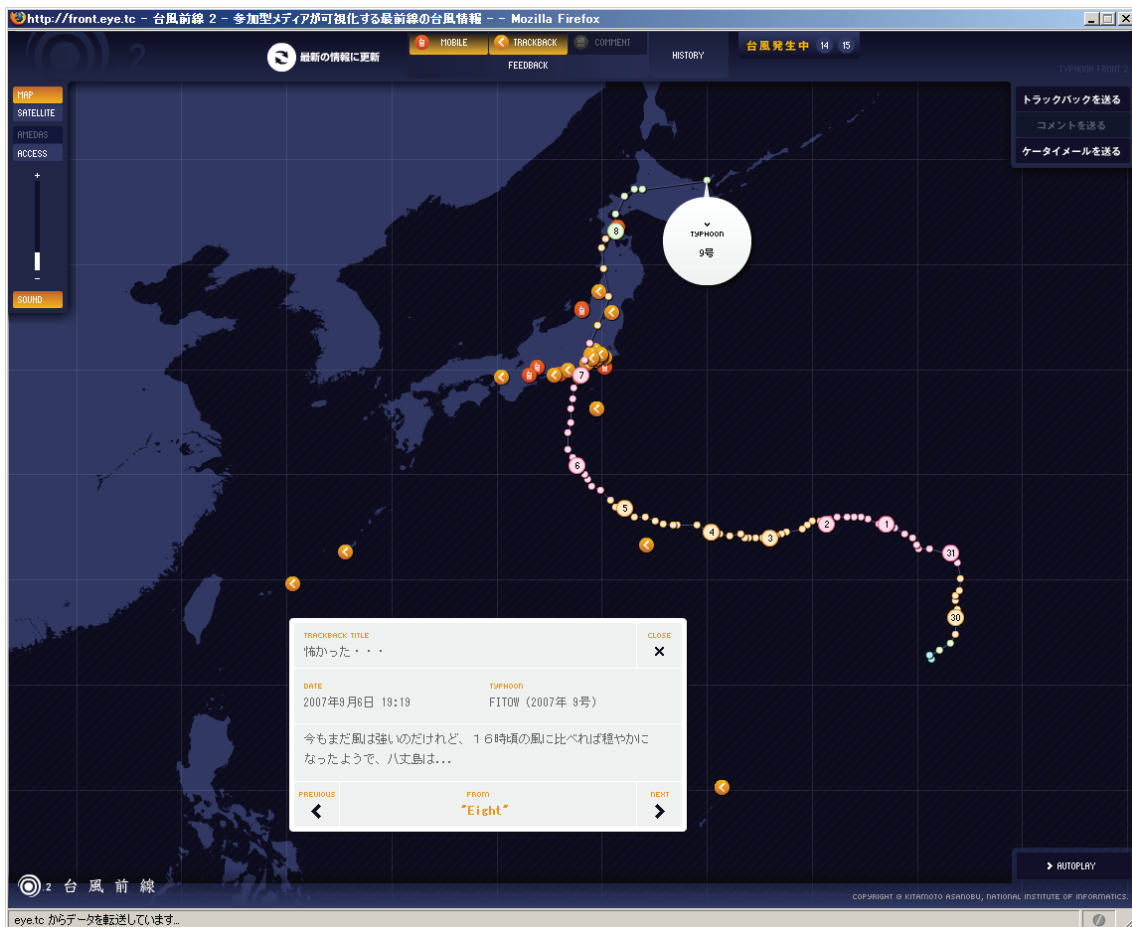 http://front.eye.tc - 台風前線 2 - 参加型メディアが可視化する最前線の台風情報 - - Mozilla Firefox
2
最新の情報に更新
MOBILE
TRACKBACK
COMMENT
FEEDBACK
HISTORY
台風発生中 14 15
TYPHOON FRONT 2
MAP
SATELLITE
AMEDAS
ACCESS
+
-
SOUND
トラックバックを送る
コメントを送る
ケータイメールを送る
TYPHOON
9号
8
7
6
5
4
3
2
1
31
30
TRACKBACK TITLE
怖かった・・・
CLOSE
DATE
2007年9月6日 19:19
TYPHOON
FITOW (2007年 9号)
今もまだ風は強いのだけれど、１６時頃の風に比べれば穏やかに
なったようで、八丈島は...
PREVIOUS
FROM
"Eight"
NEXT
AUTOPLAY
.2 台風前線
COPYRIGHT © KITAMOTO ASANOBU, NATIONAL INSTITUTE OF INFORMATICS.
eye.tc からデータを転送しています...